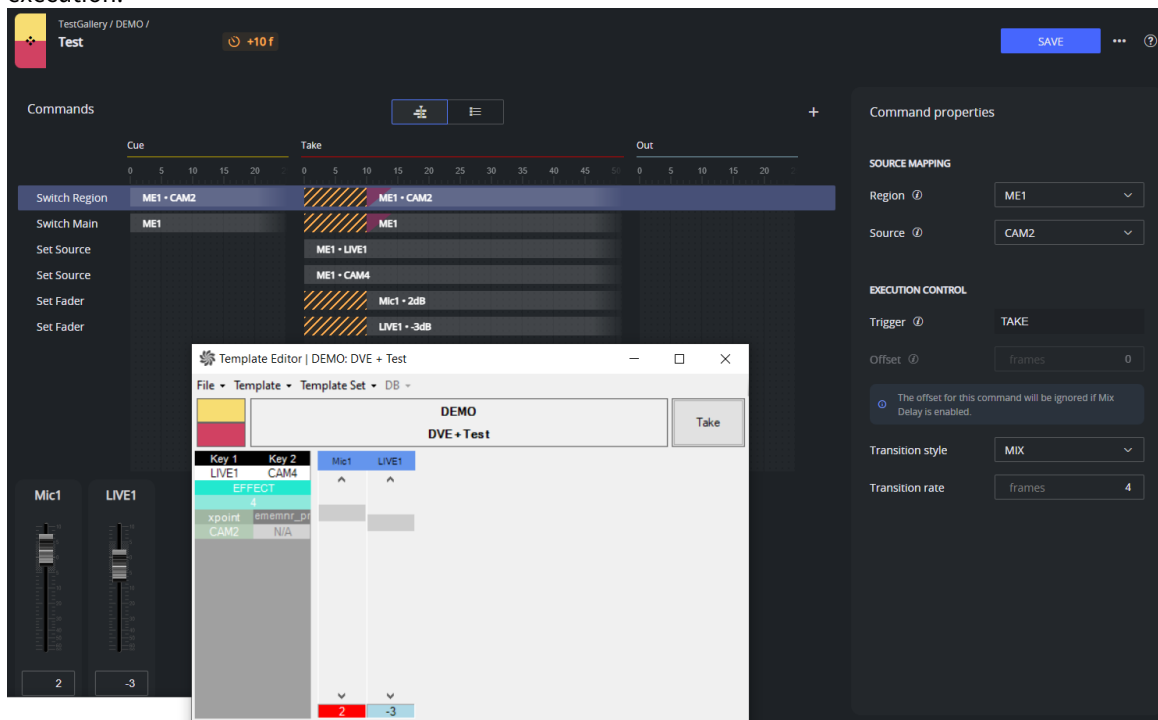 execution.
TestGallery / DEMO /
Test
+10 f
SAVE
Commands
Command properties
Cue
Take
Out
0 5 10 15 20
0 5 10 15 20 25 30 35 40 45 50
0 5 10 15 20
Switch Region
ME1 • CAM2
ME1 • CAM2
Switch Main
ME1
ME1
Set Source
ME1 • LIVE1
Set Source
ME1 • CAM4
Set Fader
Mic1 • 2dB
Set Fader
LIVE1 • -3dB
SOURCE MAPPING
Region
ME1
Source
CAM2
EXECUTION CONTROL
Trigger
TAKE
Offset
frames
0
The offset for this command will be ignored if Mix
Delay is enabled.
Transition style
MIX
Transition rate
frames
4
Template Editor | DEMO: DVE + Test
File Template Template Set DB
DEMO
DVE + Test
Take
Key 1 Key 2
LIVE1 CAM4
EFFECT
4
xpoint ememnr_pr
CAM2 N/A
Mic1 LIVE1
2 -3
Mic1 LIVE1
2 -3